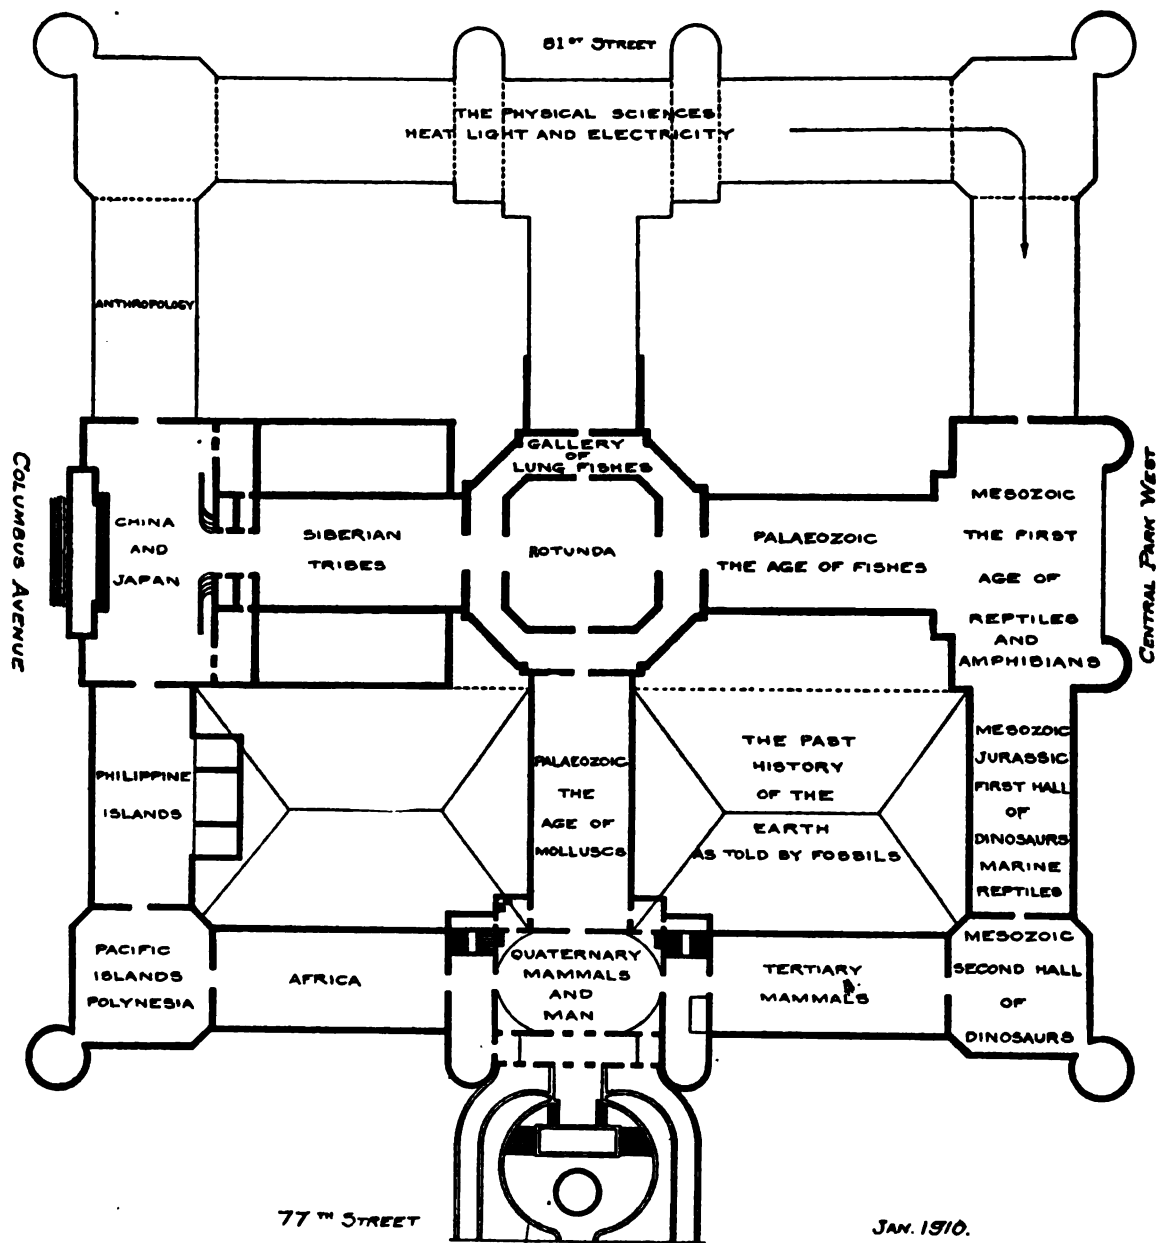 81ST STREET
THE PHYSICAL SCIENCES
HEAT LIGHT AND ELECTRICITY
ANTHROPOLOGY
GALLERY
OF
LUNG FISHES
COLUMBUS AVENUE
CHINA
AND
JAPAN
SIBERIAN
TRIBES
ROTUNDA
PALAEOZOIC
THE AGE OF FISHES
MESOZOIC
THE FIRST
AGE OF
REPTILES
AND
AMPHIBIANS
CENTRAL PARK WEST
PHILIPPINE
ISLANDS
PALAEOZOIC
THE
AGE OF
MOLLUSCS
THE PAST
HISTORY
OF THE
EARTH
AS TOLD BY FOSSILS
MESOZOIC
JURASSIC
FIRST HALL
OF
DINOSAURS
MARINE
REPTILES
PACIFIC
ISLANDS
POLYNESIA
AFRICA
QUATERNARY
MAMMALS
AND
MAN
TERTIARY
MAMMALS
MESOZOIC
SECOND HALL
OF
DINOSAURS
77TH STREET
JAN. 1910.